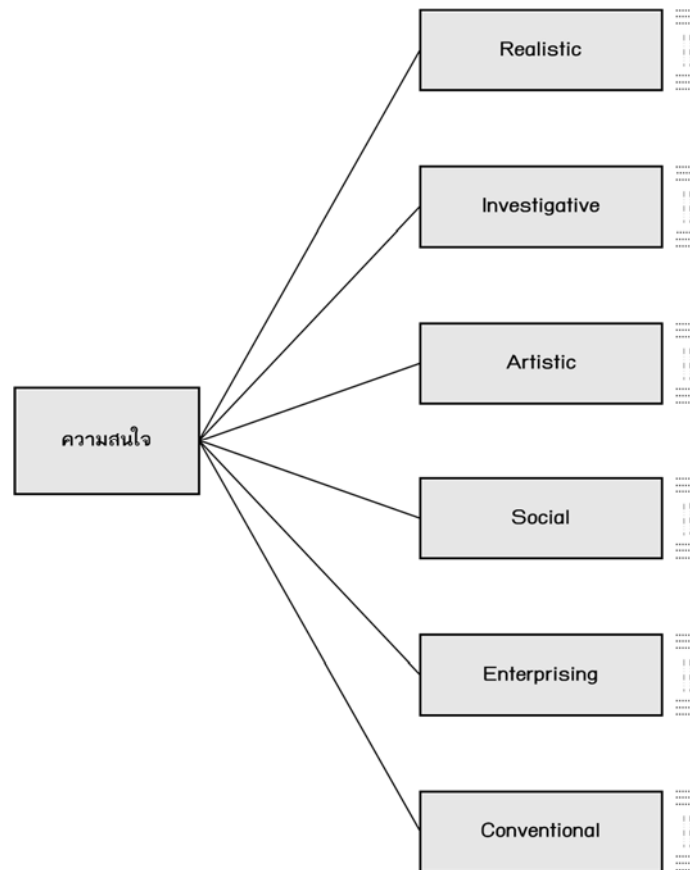 Realistic
Investigative
Artistic
ความสนใจ
Social
Enterprising
Conventional